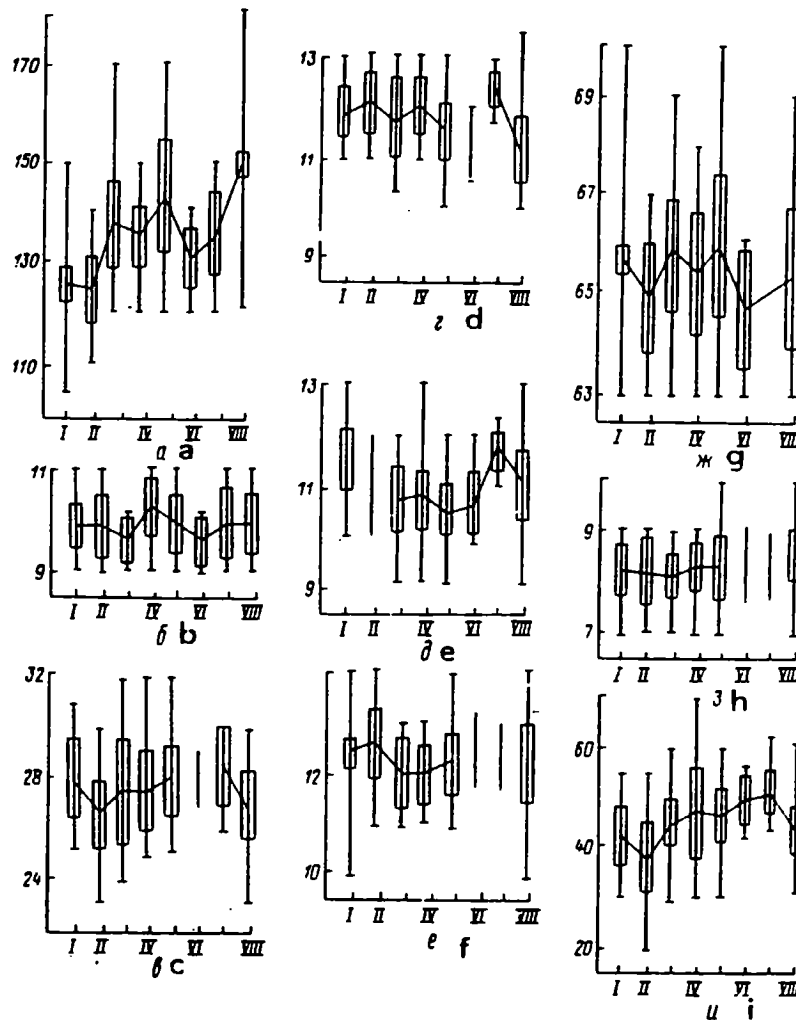 170
150
130
110
I II IV VI VIII
а a
11
9
I II IV VI VIII
б b
32
28
24
I II IV VI VIII
в c
13
11
9
I II IV VI VIII
г d
13
11
9
I II IV VI VIII
д e
12
10
I II IV VI VIII
е f
69
67
65
63
I II IV VI VIII
ж g
9
7
I II IV VI VIII
з h
60
40
20
I II IV VI VIII
и i